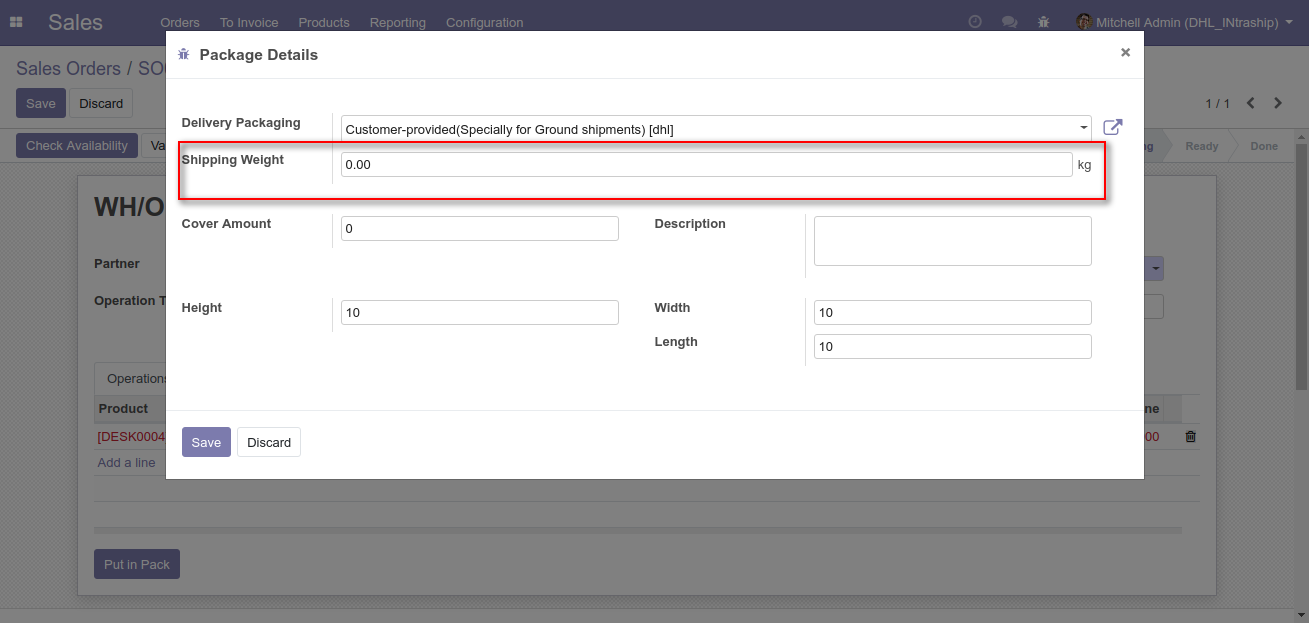 Sales Orders To Invoice Products Reporting Configuration Mitchell Admin (DHL_INtraship)
Package Details ×
Sales Orders / SO
Save Discard 1 / 1
Delivery Packaging Customer-provided(Specially for Ground shipments) [dhl]
Check Availability Va Ready Done
Shipping Weight 0.00 kg
WH/O
Cover Amount 0 Description
Partner
Operation T
Height 10 Width 10
Length 10
Operations
Product ne
[DESK0004 00
Add a line
Save Discard
Put in Pack